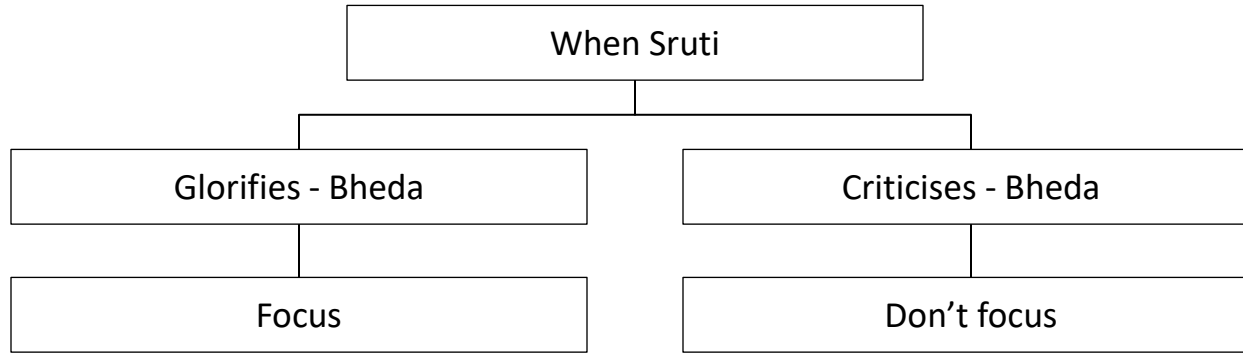 When Sruti
Glorifies - Bheda
Criticises - Bheda
Focus
Don’t focus